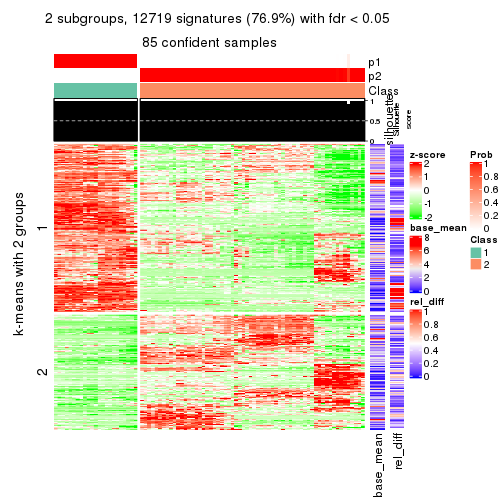 2 subgroups, 12719 signatures (76.9%) with fdr < 0.05
85 confident samples
p1
p2
Class
1
0.5
0
silhouette
Silhouette
score
k-means with 2 groups
1
2
base_mean
rel_diff
z-score
2
1
0
-1
-2
base_mean
8
6
4
2
0
rel_diff
1
0.8
0.6
0.4
0.2
0
Prob
1
0.8
0.6
0.4
0.2
0
Class
1
2